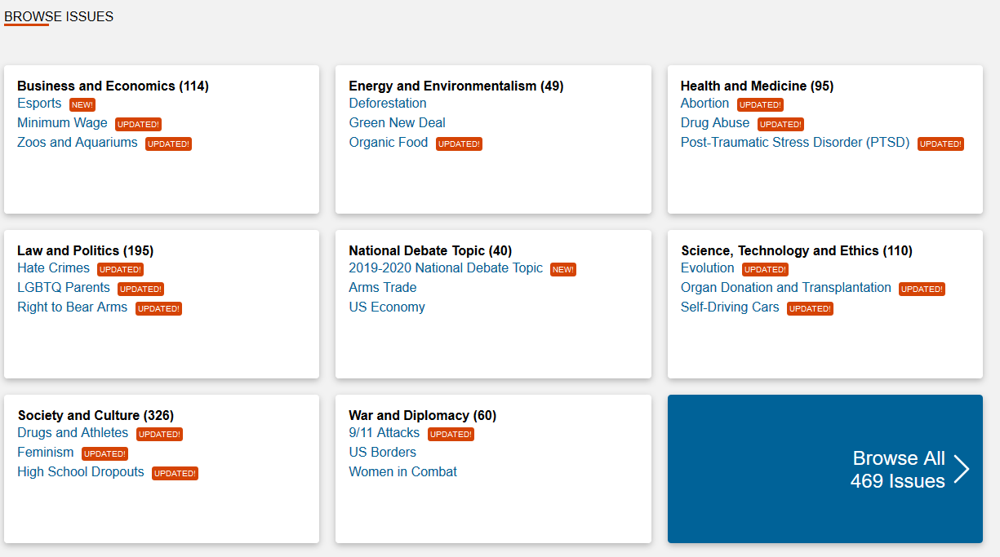 BROWSE ISSUES
Business and Economics (114)
Esports NEW!
Minimum Wage UPDATED!
Zoos and Aquariums UPDATED!
Energy and Environmentalism (49)
Deforestation
Green New Deal
Organic Food UPDATED!
Health and Medicine (95)
Abortion UPDATED!
Drug Abuse UPDATED!
Post-Traumatic Stress Disorder (PTSD) UPDATED!
Law and Politics (195)
Hate Crimes UPDATED!
LGBTQ Parents UPDATED!
Right to Bear Arms UPDATED!
National Debate Topic (40)
2019-2020 National Debate Topic NEW!
Arms Trade
US Economy
Science, Technology and Ethics (110)
Evolution UPDATED!
Organ Donation and Transplantation UPDATED!
Self-Driving Cars UPDATED!
Society and Culture (326)
Drugs and Athletes UPDATED!
Feminism UPDATED!
High School Dropouts UPDATED!
War and Diplomacy (60)
9/11 Attacks UPDATED!
US Borders
Women in Combat
Browse All
469 Issues